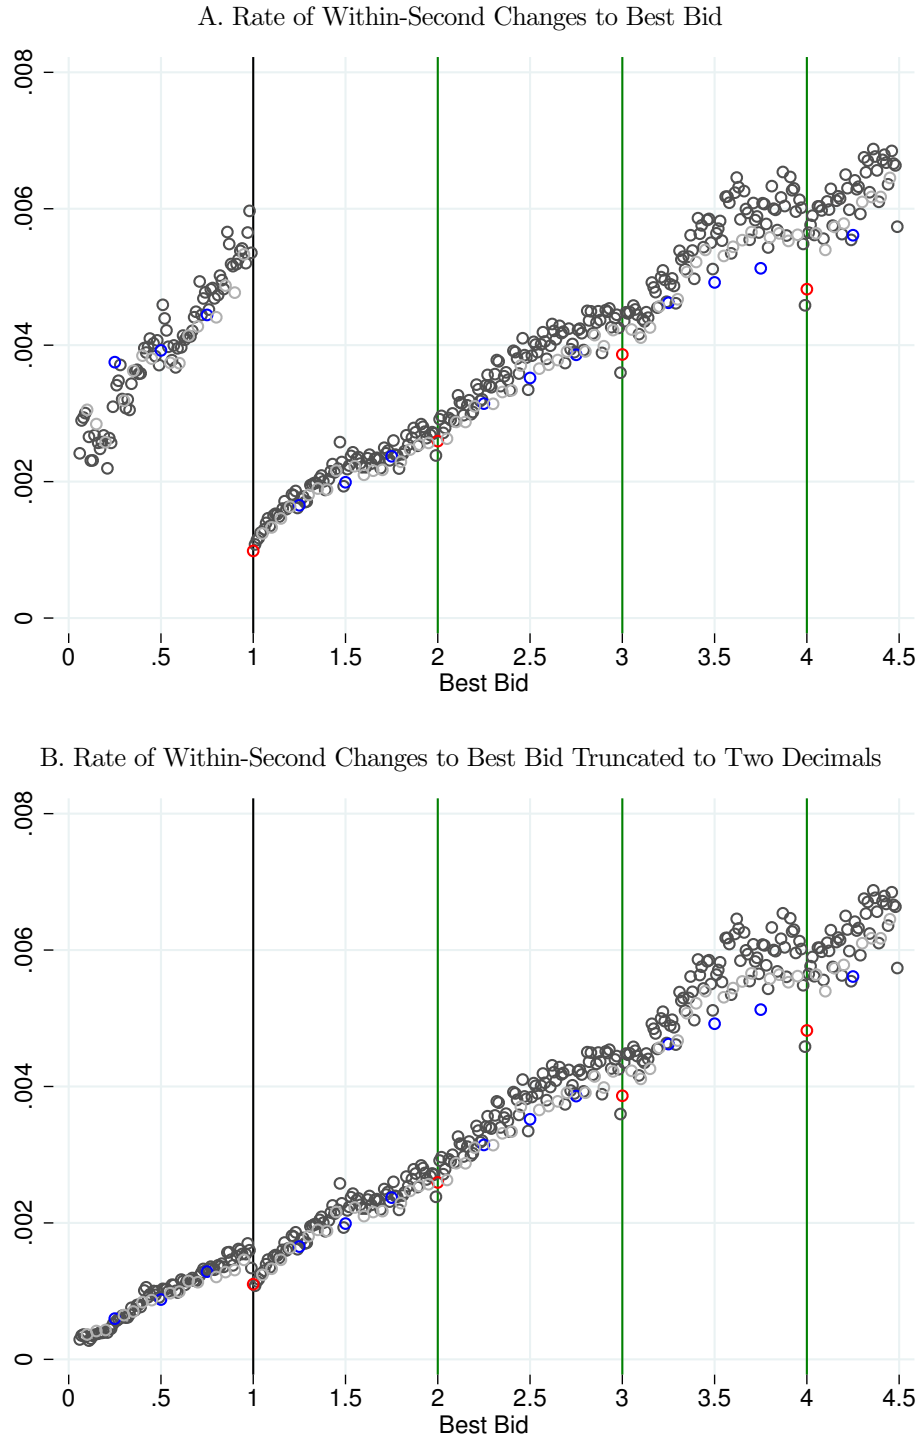 A. Rate of Within-Second Changes to Best Bid
.008
.006
.004
.002
0
0 .5 1 1.5 2 2.5 3 3.5 4 4.5
Best Bid
B. Rate of Within-Second Changes to Best Bid Truncated to Two Decimals
.008
.006
.004
.002
0
0 .5 1 1.5 2 2.5 3 3.5 4 4.5
Best Bid